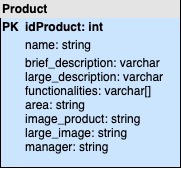 Product
PK idProduct: int
name: string
brief_description: varchar
large_description: varchar
functionalities: varchar[]
area: string
image_product: string
large_image: string
manager: string